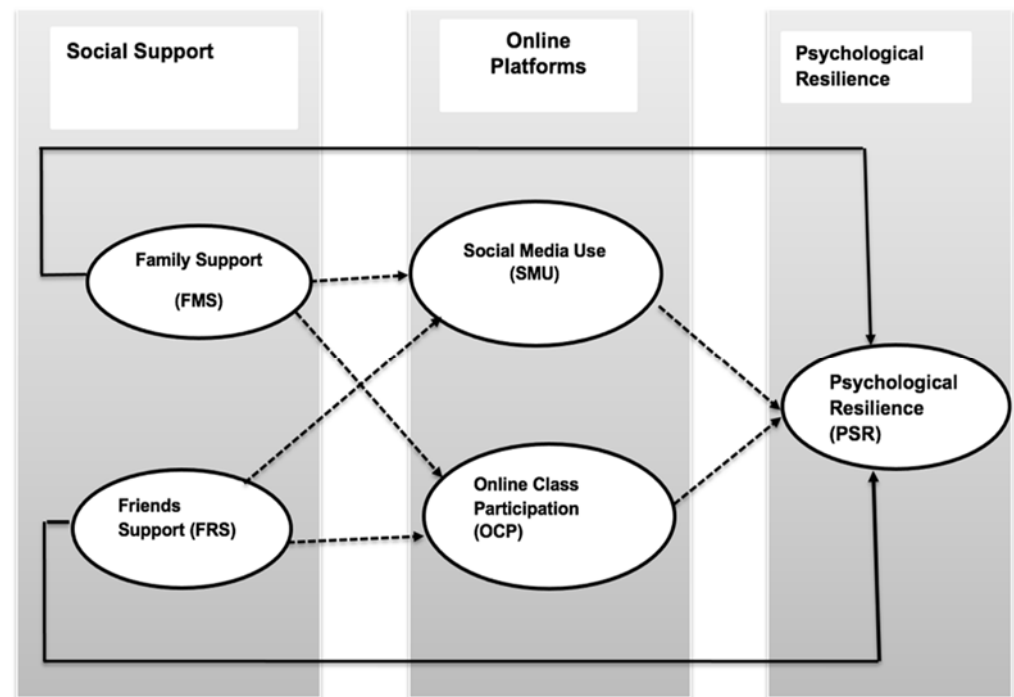 Social Support
Online
Platforms
Psychological
Resilience
Family Support
(FMS)
Social Media Use
(SMU)
Psychological
Resilience
(PSR)
Friends
Support (FRS)
Online Class
Participation
(OCP)